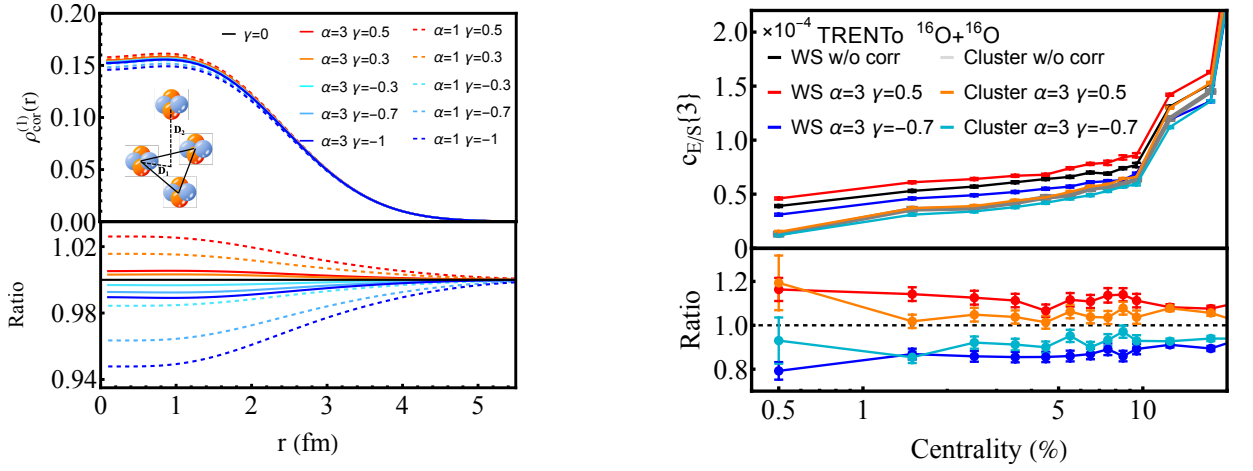 γ=0
α=3 γ=0.5
α=1 γ=0.5
α=3 γ=0.3
α=1 γ=0.3
α=3 γ=−0.3
α=1 γ=−0.3
α=3 γ=−0.7
α=1 γ=−0.7
α=3 γ=−1
α=1 γ=−1
D₂
D₁
ρ_cor^(1)(r)
0.20
0.15
0.10
0.05
0.00
Ratio
1.02
0.98
0.94
0 1 2 3 4 5
r (fm)
×10⁻⁴ TRENTo ¹⁶O+¹⁶O
WS w/o corr
Cluster w/o corr
WS α=3 γ=0.5
Cluster α=3 γ=0.5
WS α=3 γ=−0.7
Cluster α=3 γ=−0.7
c_E/S{3}
2.0
1.5
1.0
0.5
0
Ratio
1.2
1.0
0.8
0.5 1 5 10
Centrality (%)